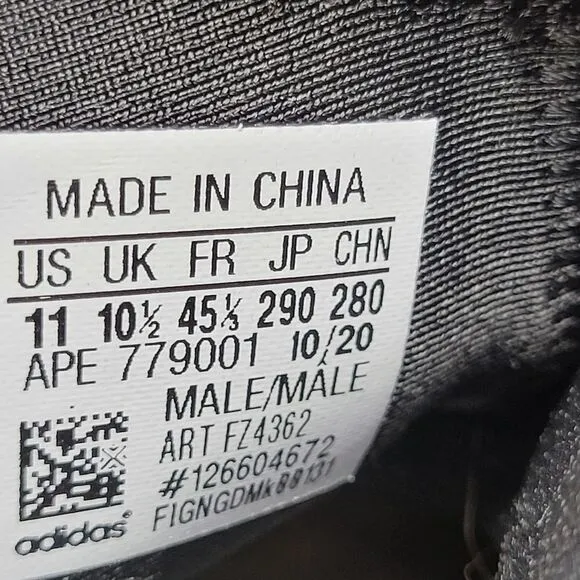 MADE IN CHINA
US UK FR JP CHN
11 10½ 45⅓ 290 280
APE 779001 10/20
MALE/MÂLE
ART FZ4362
#126604672
FIGNGDMk88131
adidas